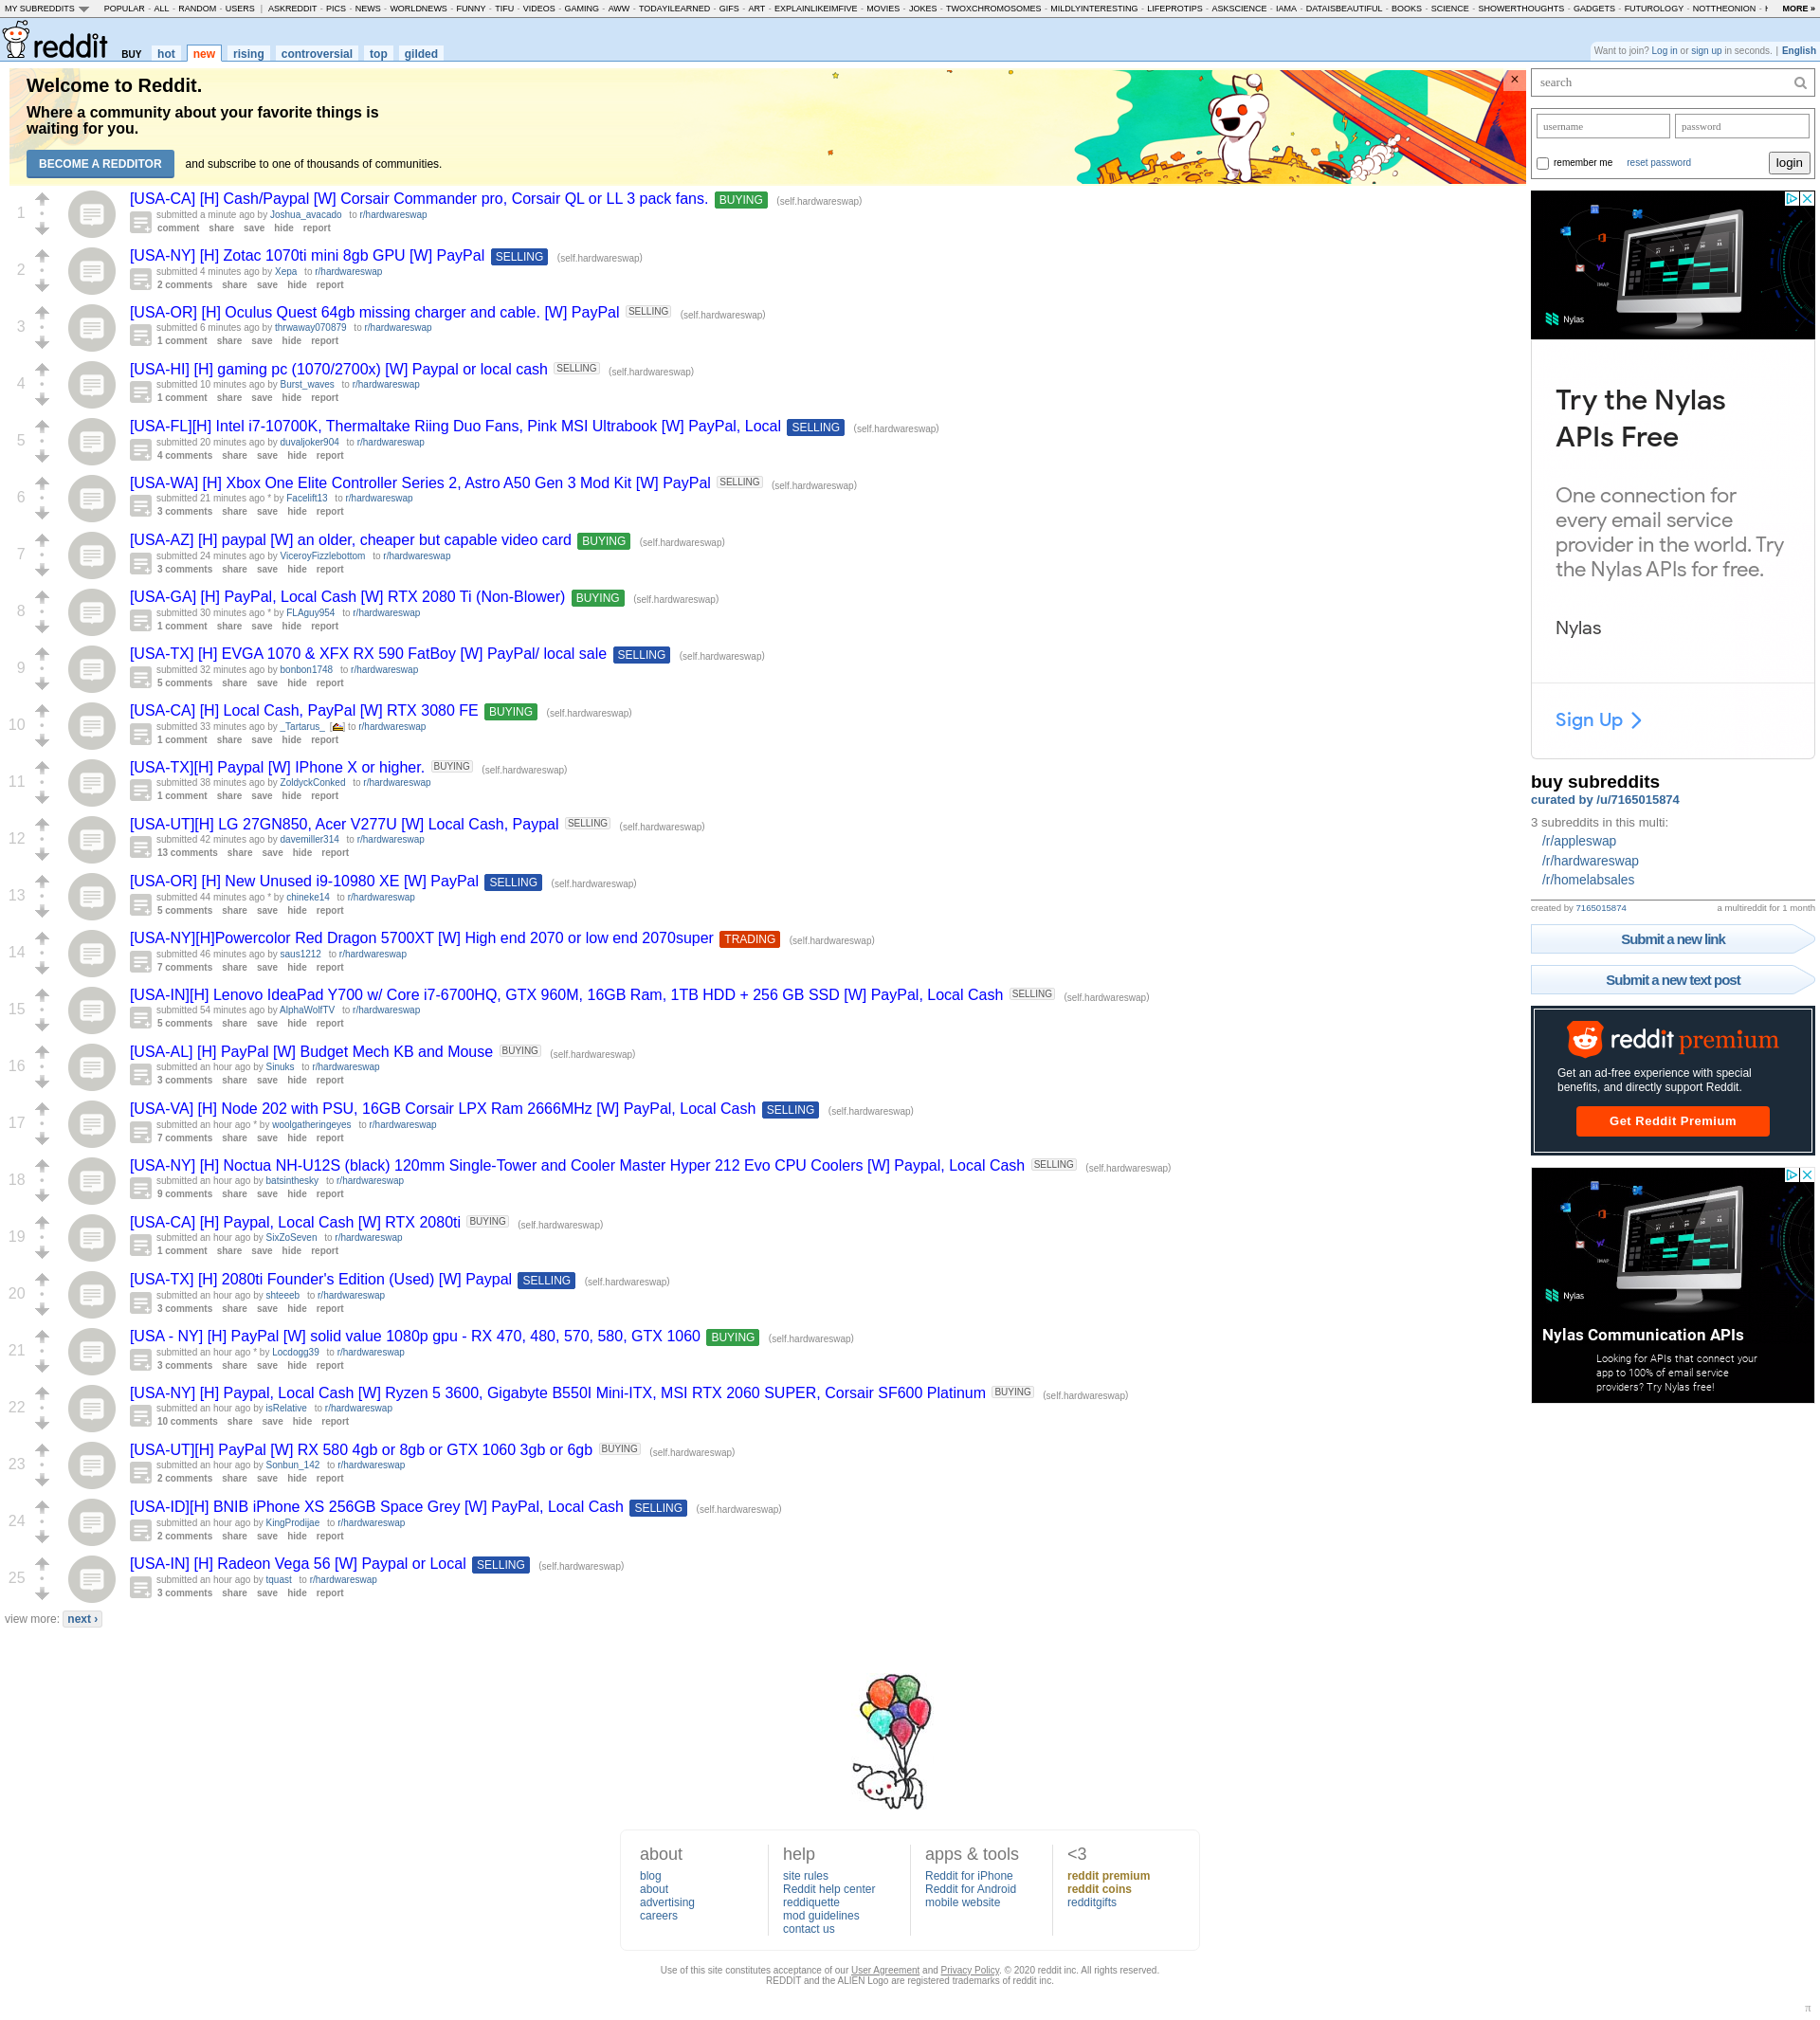 MY SUBREDDITS POPULAR - ALL - RANDOM - USERS | ASKREDDIT - PICS - NEWS - WORLDNEWS - FUNNY - TIFU - VIDEOS - GAMING - AWW - TODAYILEARNED - GIFS - ART - EXPLAINLIKEIMFIVE - MOVIES - JOKES - TWOXCHROMOSOMES - MILDLYINTERESTING - LIFEPROTIPS - ASKSCIENCE - IAMA - DATAISBEAUTIFUL - BOOKS - SCIENCE - SHOWERTHOUGHTS - GADGETS - FUTUROLOGY - NOTTHEONION - MORE »
reddit BUY hot new rising controversial top gilded
Want to join? Log in or sign up in seconds. | English
Welcome to Reddit.
Where a community about your favorite things is
waiting for you.
BECOME A REDDITOR and subscribe to one of thousands of communities.
1
[USA-CA] [H] Cash/Paypal [W] Corsair Commander pro, Corsair QL or LL 3 pack fans. BUYING (self.hardwareswap)
submitted a minute ago by Joshua_avacado to r/hardwareswap
comment share save hide report
2
[USA-NY] [H] Zotac 1070ti mini 8gb GPU [W] PayPal SELLING (self.hardwareswap)
submitted 4 minutes ago by Xepa to r/hardwareswap
2 comments share save hide report
3
[USA-OR] [H] Oculus Quest 64gb missing charger and cable. [W] PayPal SELLING (self.hardwareswap)
submitted 6 minutes ago by thrwaway070879 to r/hardwareswap
1 comment share save hide report
4
[USA-HI] [H] gaming pc (1070/2700x) [W] Paypal or local cash SELLING (self.hardwareswap)
submitted 10 minutes ago by Burst_waves to r/hardwareswap
1 comment share save hide report
5
[USA-FL][H] Intel i7-10700K, Thermaltake Riing Duo Fans, Pink MSI Ultrabook [W] PayPal, Local SELLING (self.hardwareswap)
submitted 20 minutes ago by duvaljoker904 to r/hardwareswap
4 comments share save hide report
6
[USA-WA] [H] Xbox One Elite Controller Series 2, Astro A50 Gen 3 Mod Kit [W] PayPal SELLING (self.hardwareswap)
submitted 21 minutes ago * by Facelift13 to r/hardwareswap
3 comments share save hide report
7
[USA-AZ] [H] paypal [W] an older, cheaper but capable video card BUYING (self.hardwareswap)
submitted 24 minutes ago by ViceroyFizzlebottom to r/hardwareswap
3 comments share save hide report
8
[USA-GA] [H] PayPal, Local Cash [W] RTX 2080 Ti (Non-Blower) BUYING (self.hardwareswap)
submitted 30 minutes ago * by FLAguy954 to r/hardwareswap
1 comment share save hide report
9
[USA-TX] [H] EVGA 1070 & XFX RX 590 FatBoy [W] PayPal/ local sale SELLING (self.hardwareswap)
submitted 32 minutes ago by bonbon1748 to r/hardwareswap
5 comments share save hide report
10
[USA-CA] [H] Local Cash, PayPal [W] RTX 3080 FE BUYING (self.hardwareswap)
submitted 33 minutes ago by _Tartarus_ [] to r/hardwareswap
1 comment share save hide report
11
[USA-TX][H] Paypal [W] IPhone X or higher. BUYING (self.hardwareswap)
submitted 38 minutes ago by ZoldyckConked to r/hardwareswap
1 comment share save hide report
12
[USA-UT][H] LG 27GN850, Acer V277U [W] Local Cash, Paypal SELLING (self.hardwareswap)
submitted 42 minutes ago by davemiller314 to r/hardwareswap
13 comments share save hide report
13
[USA-OR] [H] New Unused i9-10980 XE [W] PayPal SELLING (self.hardwareswap)
submitted 44 minutes ago * by chineke14 to r/hardwareswap
5 comments share save hide report
14
[USA-NY][H]Powercolor Red Dragon 5700XT [W] High end 2070 or low end 2070super TRADING (self.hardwareswap)
submitted 46 minutes ago by saus1212 to r/hardwareswap
7 comments share save hide report
15
[USA-IN][H] Lenovo IdeaPad Y700 w/ Core i7-6700HQ, GTX 960M, 16GB Ram, 1TB HDD + 256 GB SSD [W] PayPal, Local Cash SELLING (self.hardwareswap)
submitted 54 minutes ago by AlphaWolfTV to r/hardwareswap
5 comments share save hide report
16
[USA-AL] [H] PayPal [W] Budget Mech KB and Mouse BUYING (self.hardwareswap)
submitted an hour ago by Sinuks to r/hardwareswap
3 comments share save hide report
17
[USA-VA] [H] Node 202 with PSU, 16GB Corsair LPX Ram 2666MHz [W] PayPal, Local Cash SELLING (self.hardwareswap)
submitted an hour ago * by woolgatheringeyes to r/hardwareswap
7 comments share save hide report
18
[USA-NY] [H] Noctua NH-U12S (black) 120mm Single-Tower and Cooler Master Hyper 212 Evo CPU Coolers [W] Paypal, Local Cash SELLING (self.hardwareswap)
submitted an hour ago by batsinthesky to r/hardwareswap
9 comments share save hide report
19
[USA-CA] [H] Paypal, Local Cash [W] RTX 2080ti BUYING (self.hardwareswap)
submitted an hour ago by SixZoSeven to r/hardwareswap
1 comment share save hide report
20
[USA-TX] [H] 2080ti Founder's Edition (Used) [W] Paypal SELLING (self.hardwareswap)
submitted an hour ago by shteeeb to r/hardwareswap
3 comments share save hide report
21
[USA - NY] [H] PayPal [W] solid value 1080p gpu - RX 470, 480, 570, 580, GTX 1060 BUYING (self.hardwareswap)
submitted an hour ago * by Locdogg39 to r/hardwareswap
3 comments share save hide report
22
[USA-NY] [H] Paypal, Local Cash [W] Ryzen 5 3600, Gigabyte B550I Mini-ITX, MSI RTX 2060 SUPER, Corsair SF600 Platinum BUYING (self.hardwareswap)
submitted an hour ago by isRelative to r/hardwareswap
10 comments share save hide report
23
[USA-UT][H] PayPal [W] RX 580 4gb or 8gb or GTX 1060 3gb or 6gb BUYING (self.hardwareswap)
submitted an hour ago by Sonbun_142 to r/hardwareswap
2 comments share save hide report
24
[USA-ID][H] BNIB iPhone XS 256GB Space Grey [W] PayPal, Local Cash SELLING (self.hardwareswap)
submitted an hour ago by KingProdijae to r/hardwareswap
2 comments share save hide report
25
[USA-IN] [H] Radeon Vega 56 [W] Paypal or Local SELLING (self.hardwareswap)
submitted an hour ago by tquast to r/hardwareswap
3 comments share save hide report
view more: next ›
search
username password
remember me reset password login
Nylas
Try the Nylas
APIs Free
One connection for
every email service
provider in the world. Try
the Nylas APIs for free.
Nylas
Sign Up
buy subreddits
curated by /u/7165015874
3 subreddits in this multi:
/r/appleswap
/r/hardwareswap
/r/homelabsales
created by 7165015874 a multireddit for 1 month
Submit a new link
Submit a new text post
reddit premium
Get an ad-free experience with special
benefits, and directly support Reddit.
Get Reddit Premium
Nylas
Nylas Communication APIs
Looking for APIs that connect your
app to 100% of email service
providers? Try Nylas free!
about
blog
about
advertising
careers
help
site rules
Reddit help center
reddiquette
mod guidelines
contact us
apps & tools
Reddit for iPhone
Reddit for Android
mobile website
<3
reddit premium
reddit coins
redditgifts
Use of this site constitutes acceptance of our User Agreement and Privacy Policy. © 2020 reddit inc. All rights reserved.
REDDIT and the ALIEN Logo are registered trademarks of reddit inc.
π